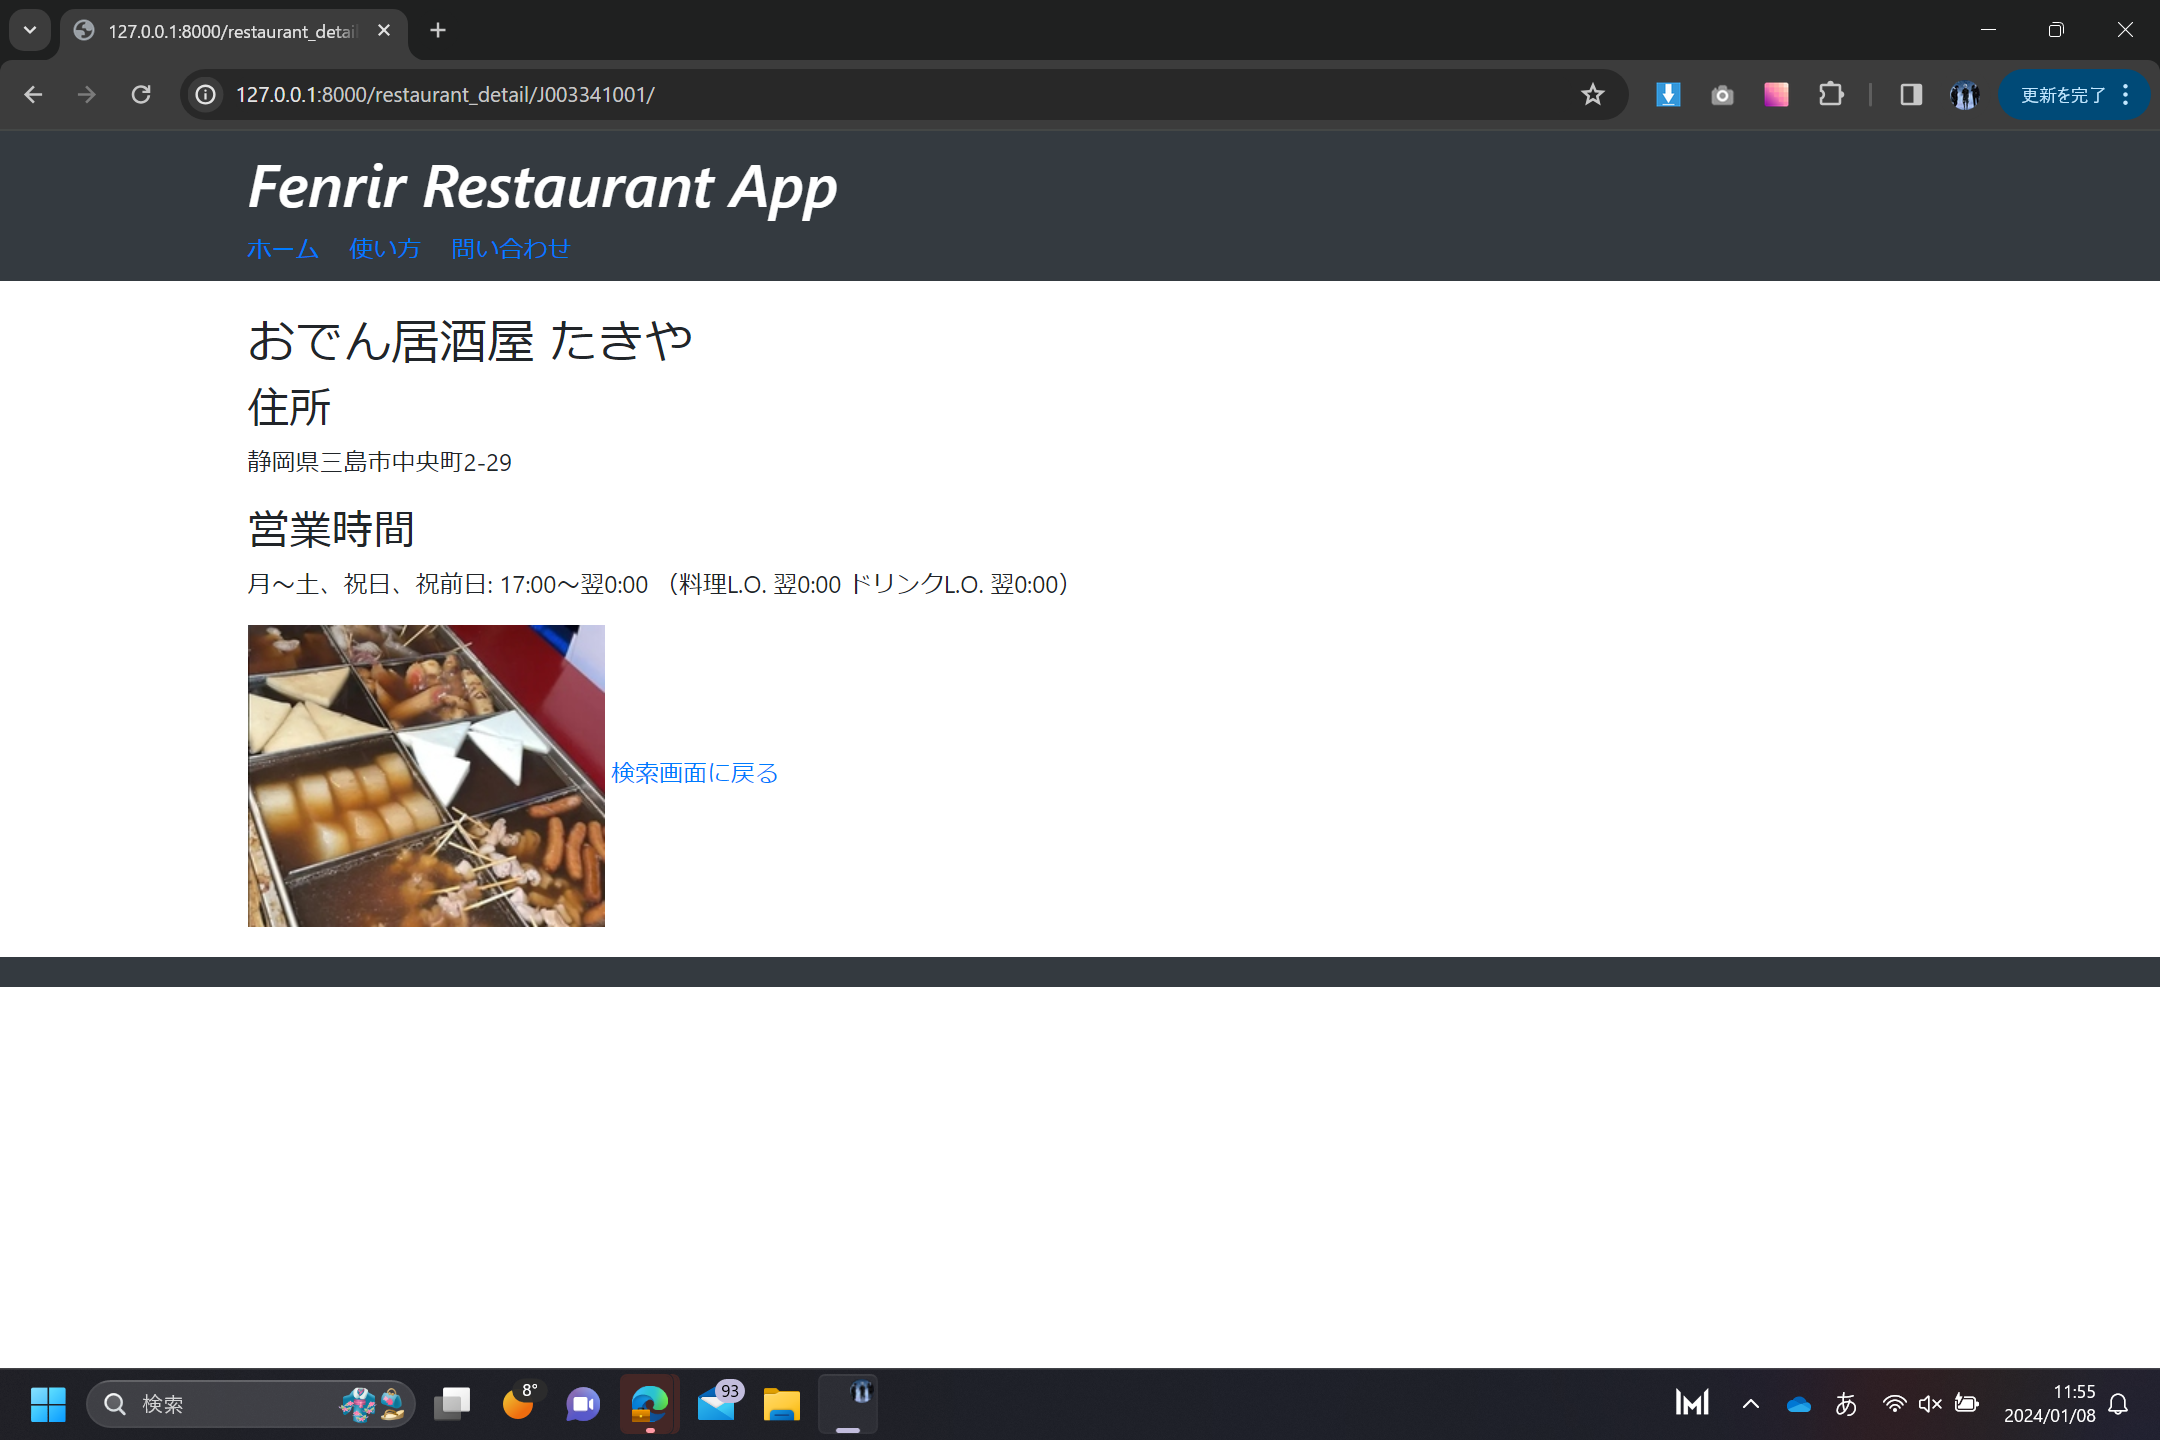 127.0.0.1:8000/restaurant_detail
127.0.0.1:8000/restaurant_detail/J003341001/
更新を完了
Fenrir Restaurant App
ホーム 使い方 問い合わせ
おでん居酒屋 たきや
住所
静岡県三島市中央町2-29
営業時間
月～土、祝日、祝前日: 17:00～翌0:00 （料理L.O. 翌0:00 ドリンクL.O. 翌0:00）
検索画面に戻る
検索
8°
93
あ
11:55
2024/01/08